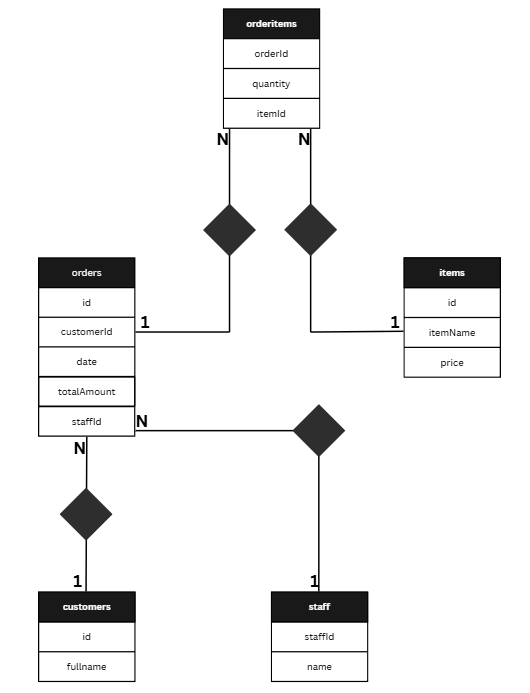 orderitems
orderId
quantity
itemId
N
N
orders
id
customerId
date
totalAmount
staffId
1
1
items
id
itemName
price
N
N
1
1
customers
id
fullname
staff
staffId
name